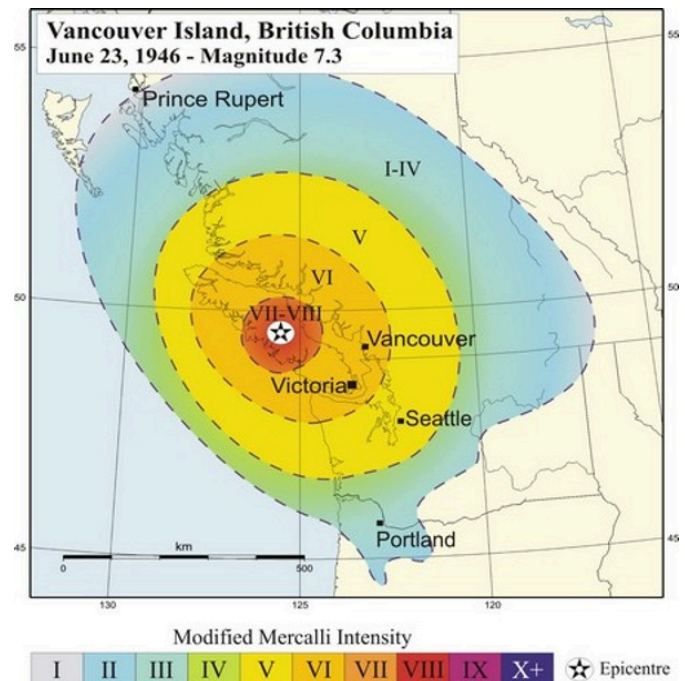 Vancouver Island, British Columbia
June 23, 1946 - Magnitude 7.3
55
55
Prince Rupert
I-IV
V
VI
50
50
VII-VIII
Vancouver
Victoria
Seattle
Portland
45
45
km
0
500
130
125
120
Modified Mercalli Intensity
I II III IV V VI VII VIII IX X+ Epicentre